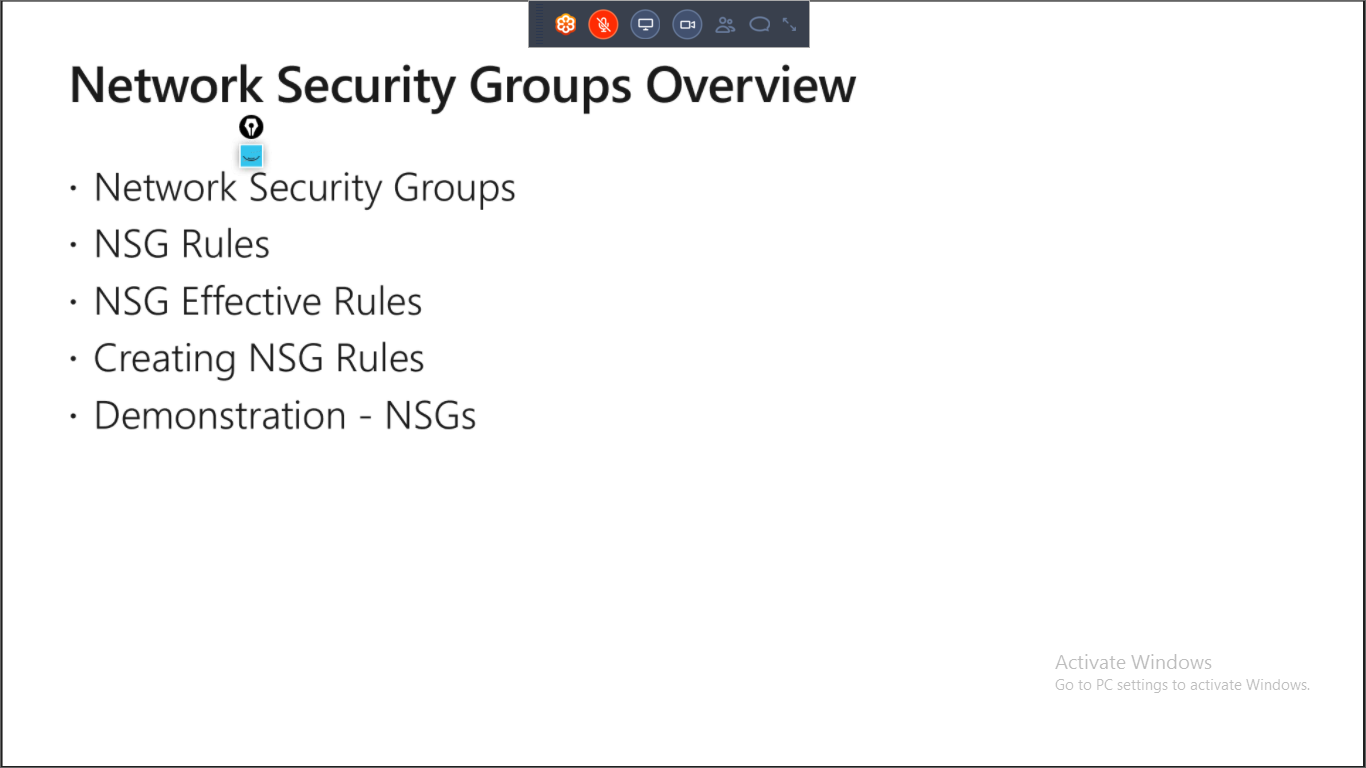 Network Security Groups Overview
· Network Security Groups
· NSG Rules
· NSG Effective Rules
· Creating NSG Rules
· Demonstration - NSGs
Activate Windows
Go to PC settings to activate Windows.